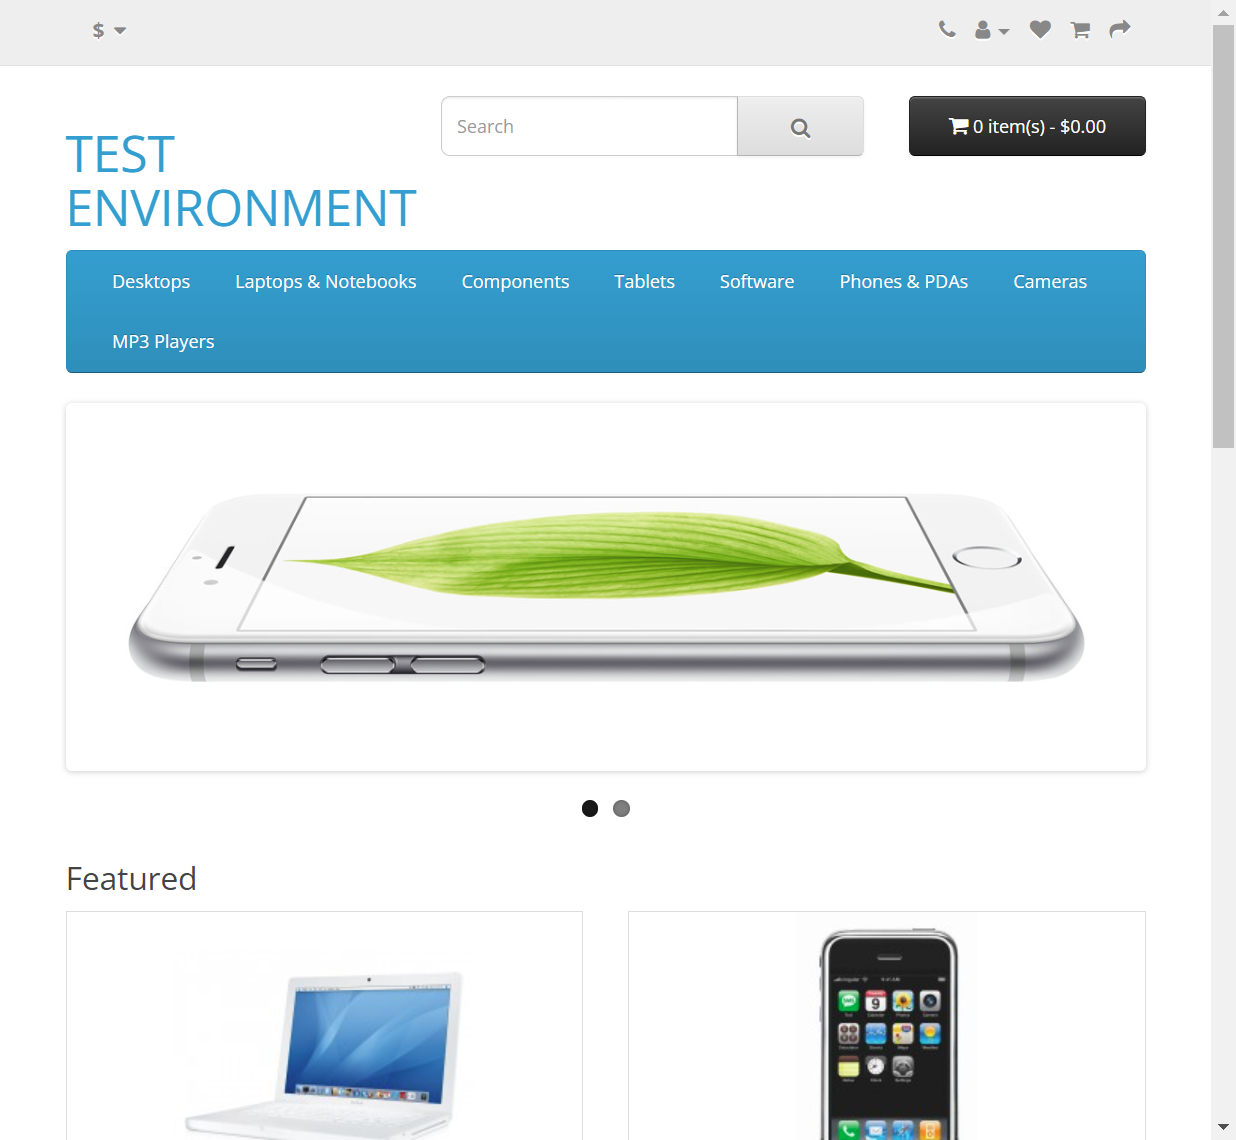 $
Search
0 item(s) - $0.00
TEST
ENVIRONMENT
Desktops
Laptops & Notebooks
Components
Tablets
Software
Phones & PDAs
Cameras
MP3 Players
Featured
9